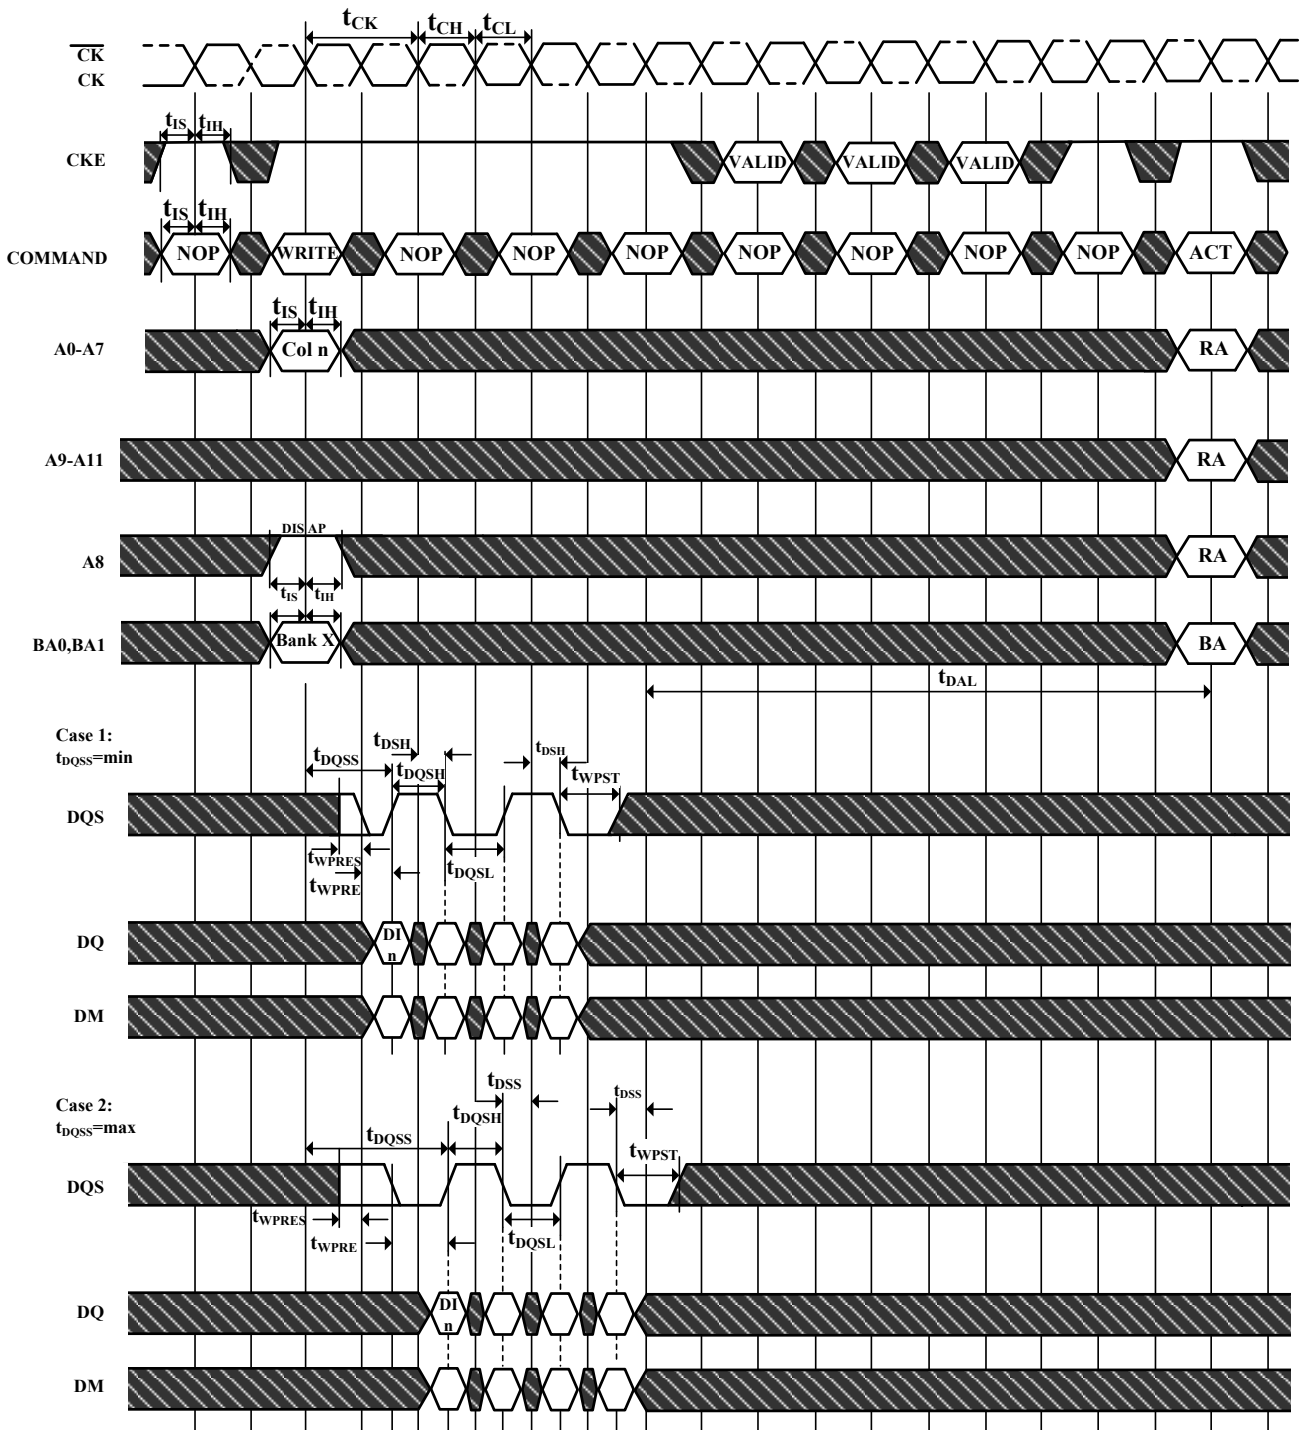 tCK tCH tCL
CK
CK
tIS tIH
CKE VALID VALID VALID
tIS tIH
COMMAND NOP WRITE NOP NOP NOP NOP NOP NOP NOP ACT
tIS tIH
A0-A7 Col n RA
A9-A11 RA
DIS AP
A8 RA
tIS tIH
BA0,BA1 Bank X BA
tDAL
Case 1:
tDQSS=min
tDSH tDSH
tDQSS tDQSH tWPST
DQS
tWPRES
tDQSL
tWPRE
DQ DI n
DM
tDSS tDSS
Case 2:
tDQSS=max
tDQSH
tDQSS
tWPST
DQS
tWPRES
tWPRE tDQSL
DQ DI n
DM